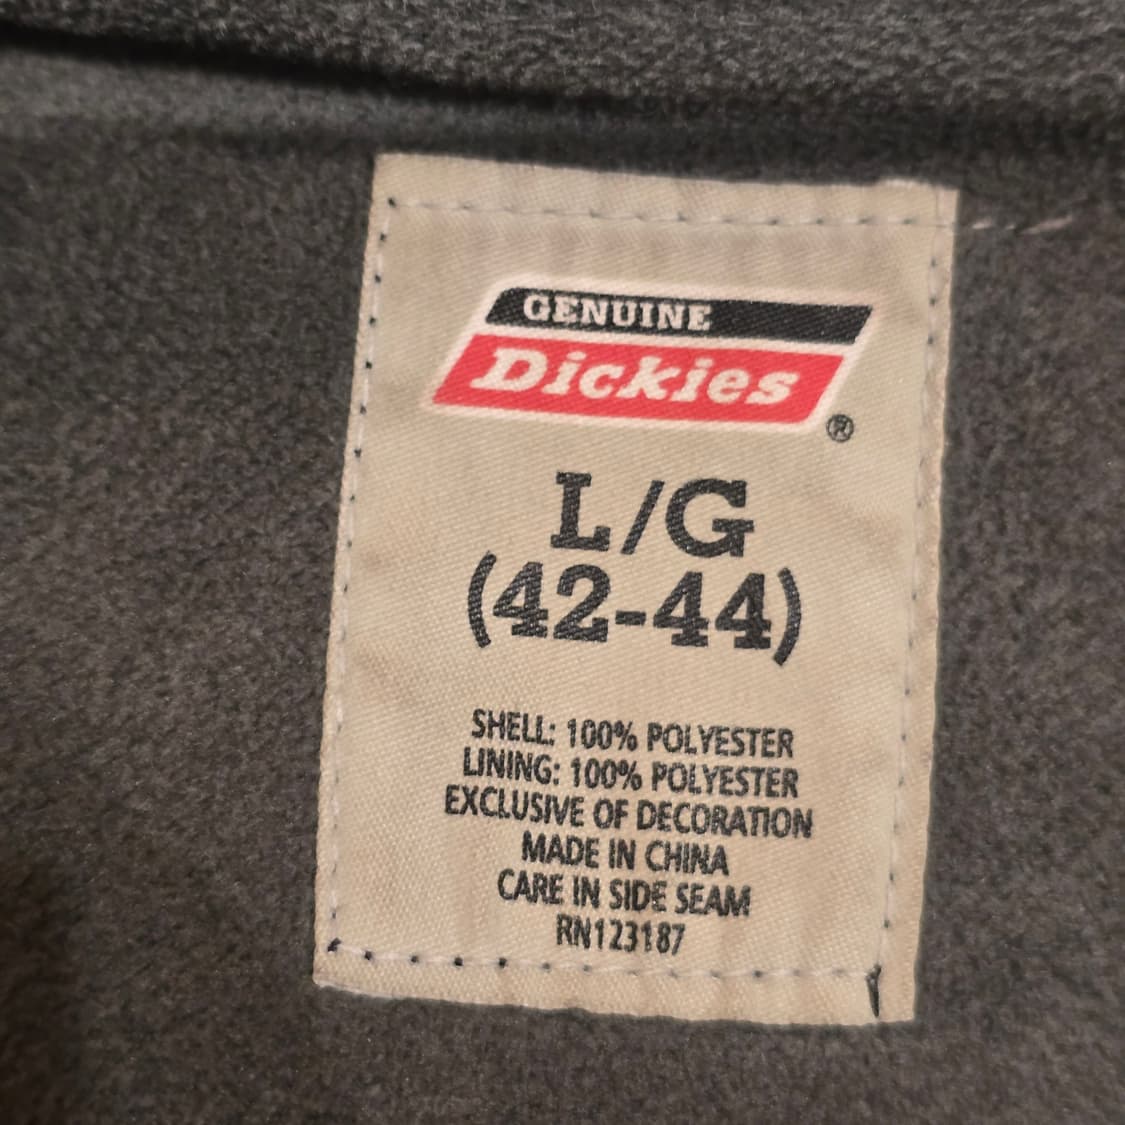 GENUINE
Dickies
®
L/G
(42-44)
SHELL: 100% POLYESTER
LINING: 100% POLYESTER
EXCLUSIVE OF DECORATION
MADE IN CHINA
CARE IN SIDE SEAM
RN123187